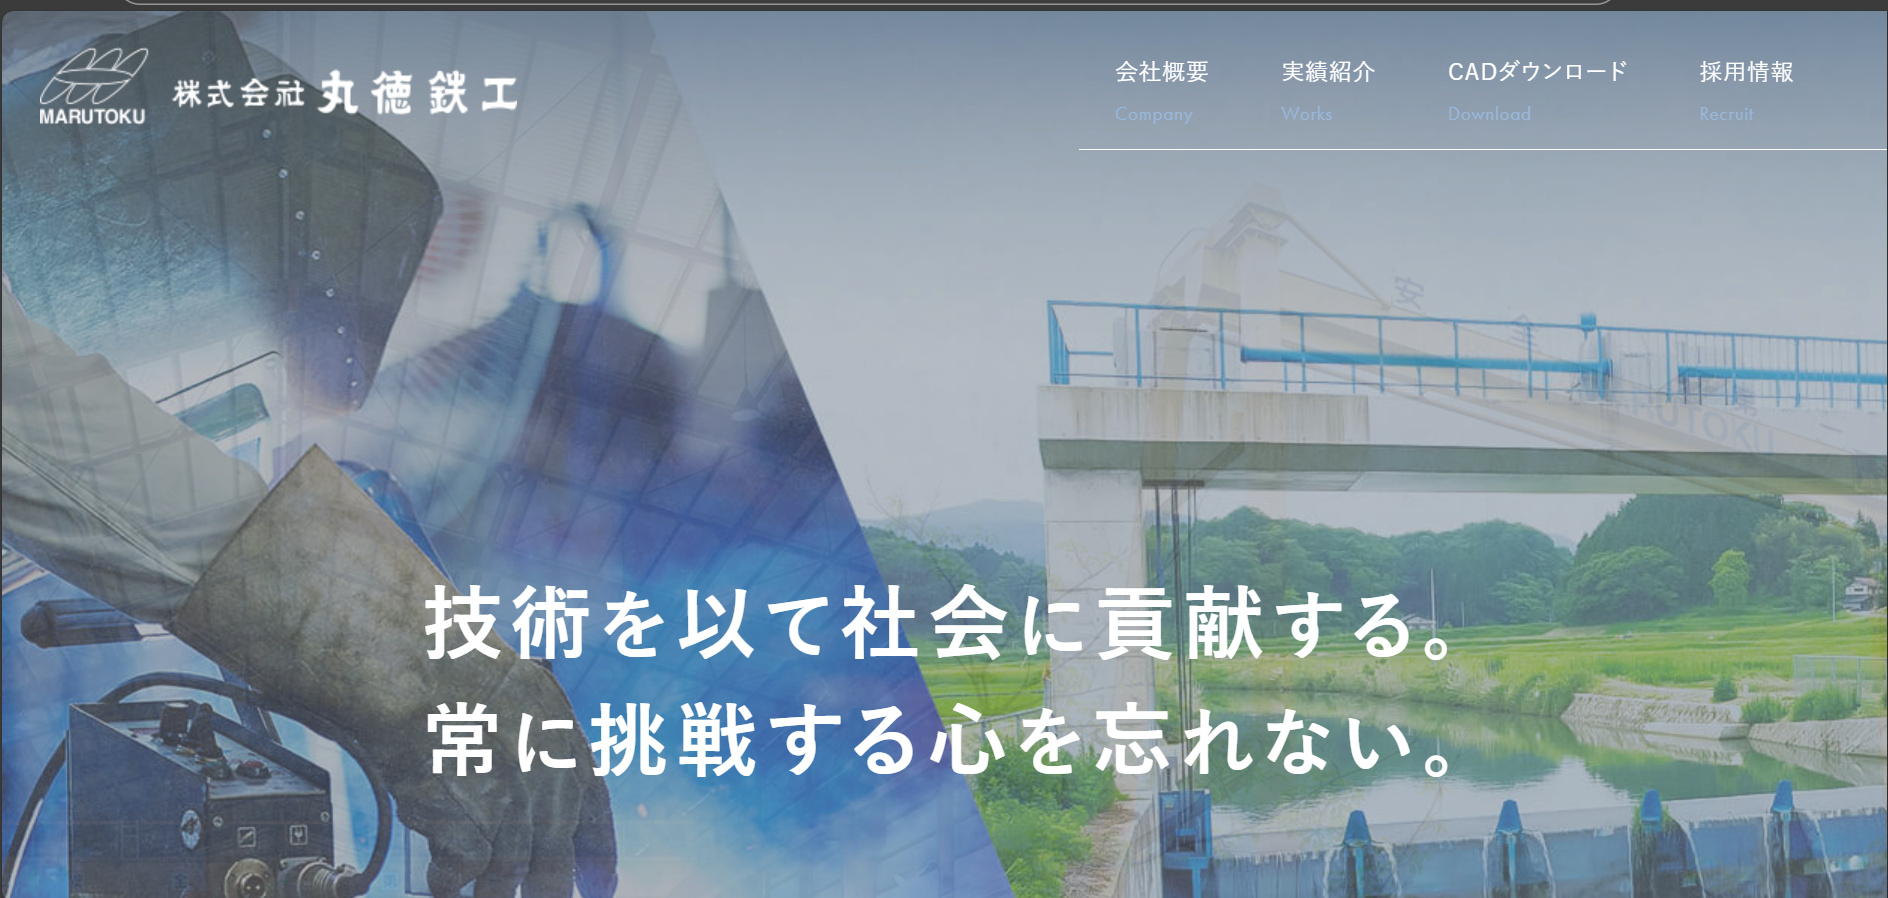 MARUTOKU
株式会社 丸徳鉄工
会社概要
Company
実績紹介
Works
CADダウンロード
Download
採用情報
Recruit
安全
MARUTOKU
技術を以て社会に貢献する。
常に挑戦する心を忘れない。